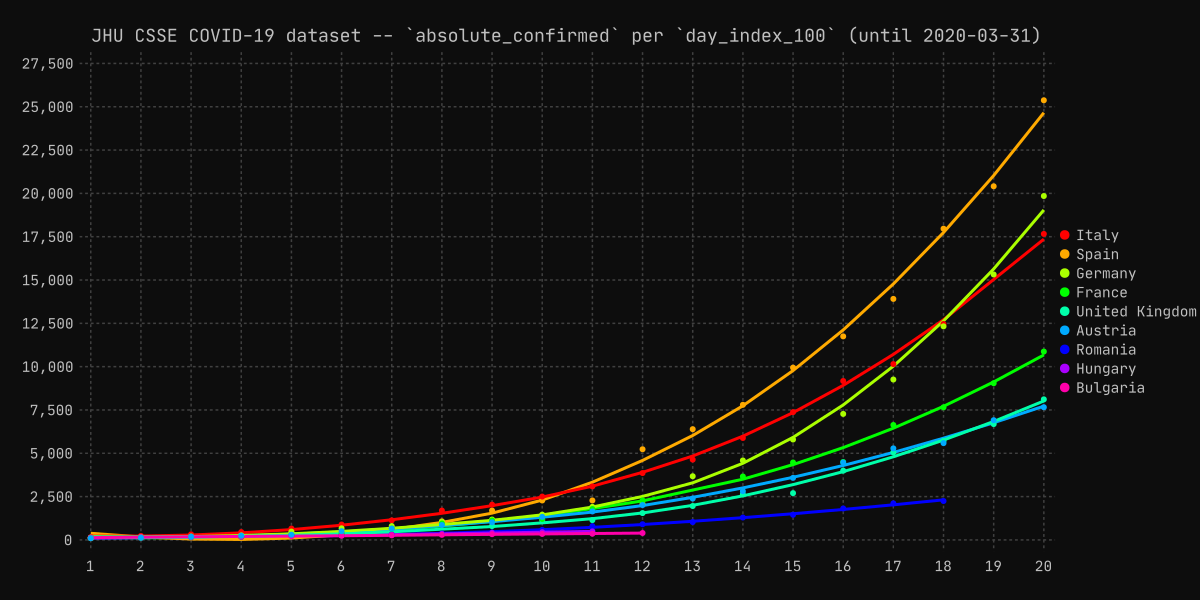 JHU CSSE COVID-19 dataset -- `absolute_confirmed` per `day_index_100` (until 2020-03-31)
27,500
25,000
22,500
20,000
17,500
15,000
12,500
10,000
7,500
5,000
2,500
0
1 2 3 4 5 6 7 8 9 10 11 12 13 14 15 16 17 18 19 20
Italy
Spain
Germany
France
United Kingdom
Austria
Romania
Hungary
Bulgaria